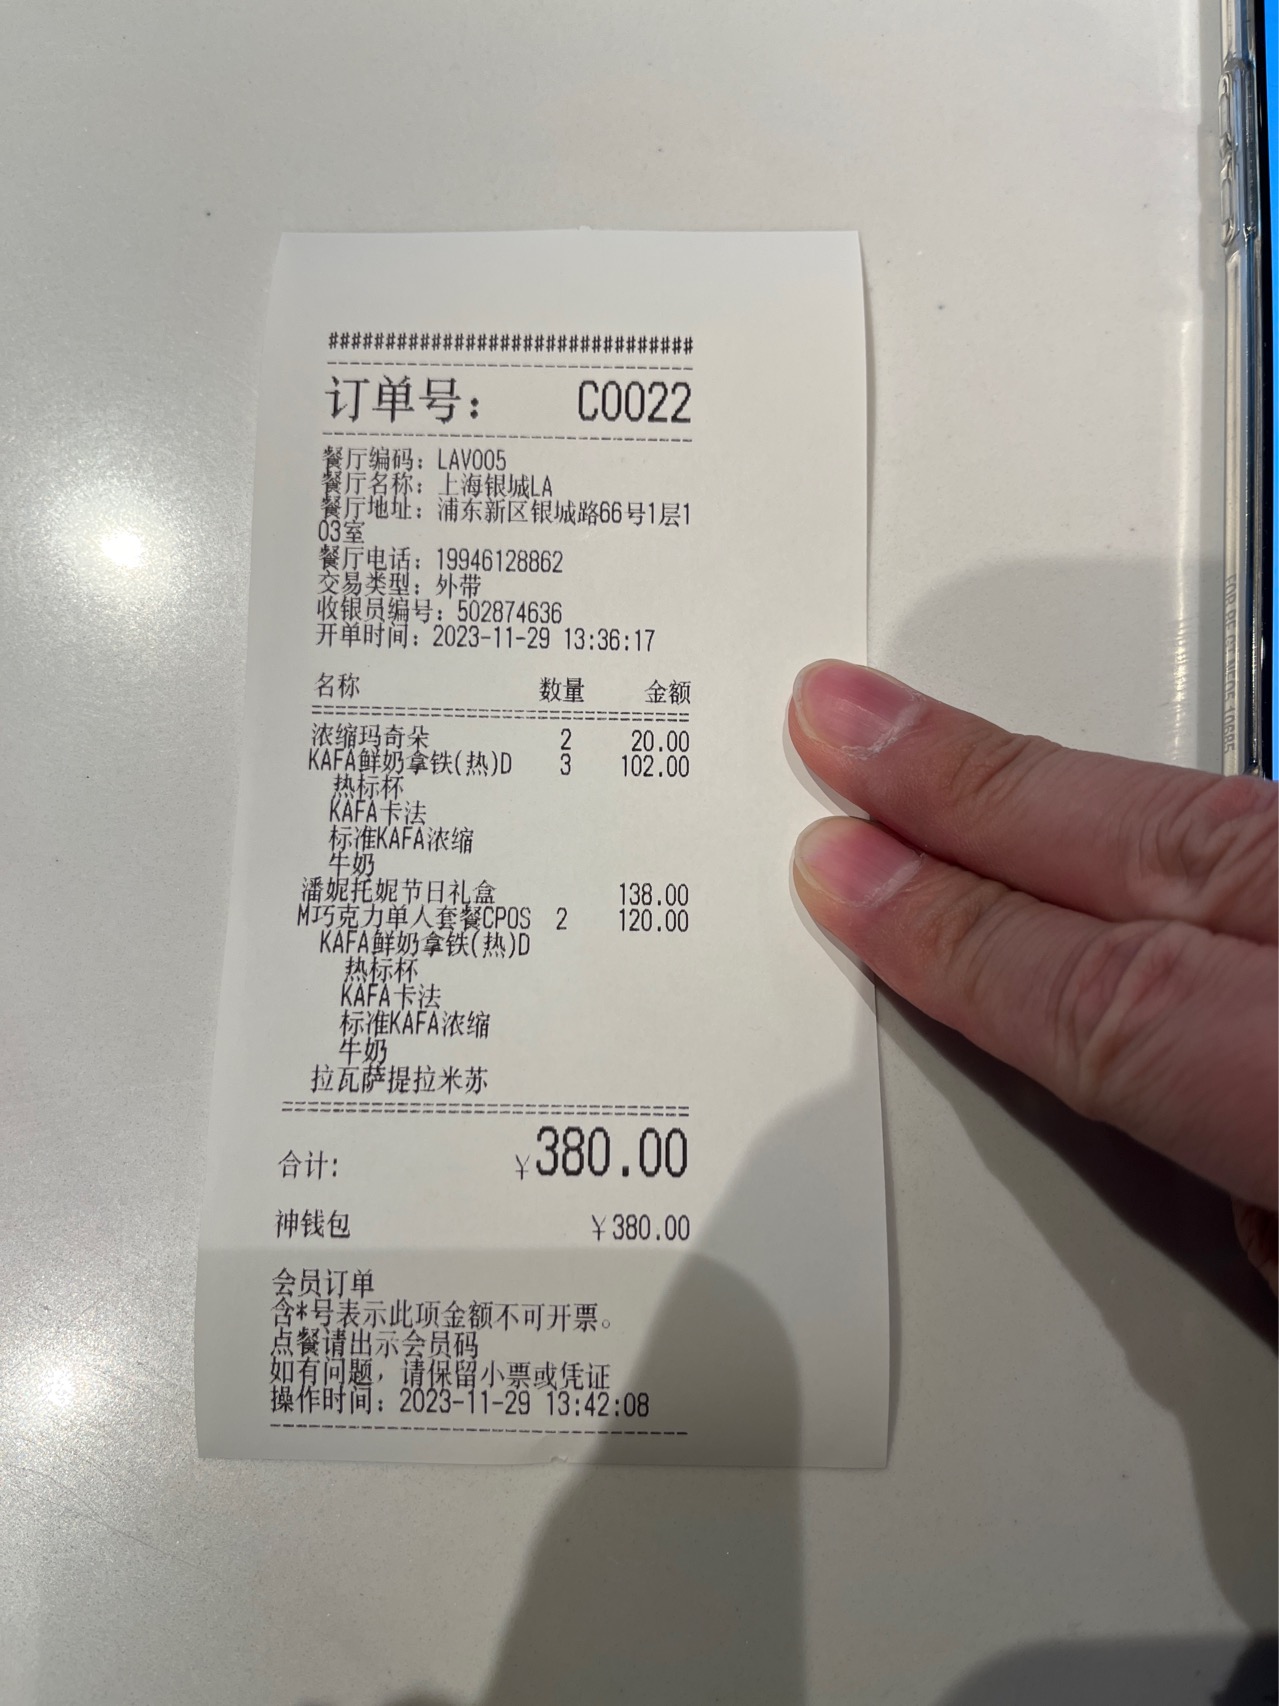 ################################
订单号： C0022
餐厅编码：LAV005
餐厅名称：上海银城LA
餐厅地址：浦东新区银城路66号1层1
03室
餐厅电话：19946128862
交易类型：外带
收银员编号：502874636
开单时间：2023-11-29 13:36:17
名称 数量 金额
浓缩玛奇朵 2 20.00
KAFA鲜奶拿铁(热)D 3 102.00
热标杯
KAFA卡法
标准KAFA浓缩
牛奶
潘妮托妮节日礼盒 138.00
M巧克力单人套餐CPOS 2 120.00
KAFA鲜奶拿铁(热)D
热标杯
KAFA卡法
标准KAFA浓缩
牛奶
拉瓦萨提拉米苏
合计： ￥380.00
神钱包 ￥380.00
会员订单
含*号表示此项金额不可开票。
点餐请出示会员码
如有问题，请保留小票或凭证
操作时间：2023-11-29 13:42:08